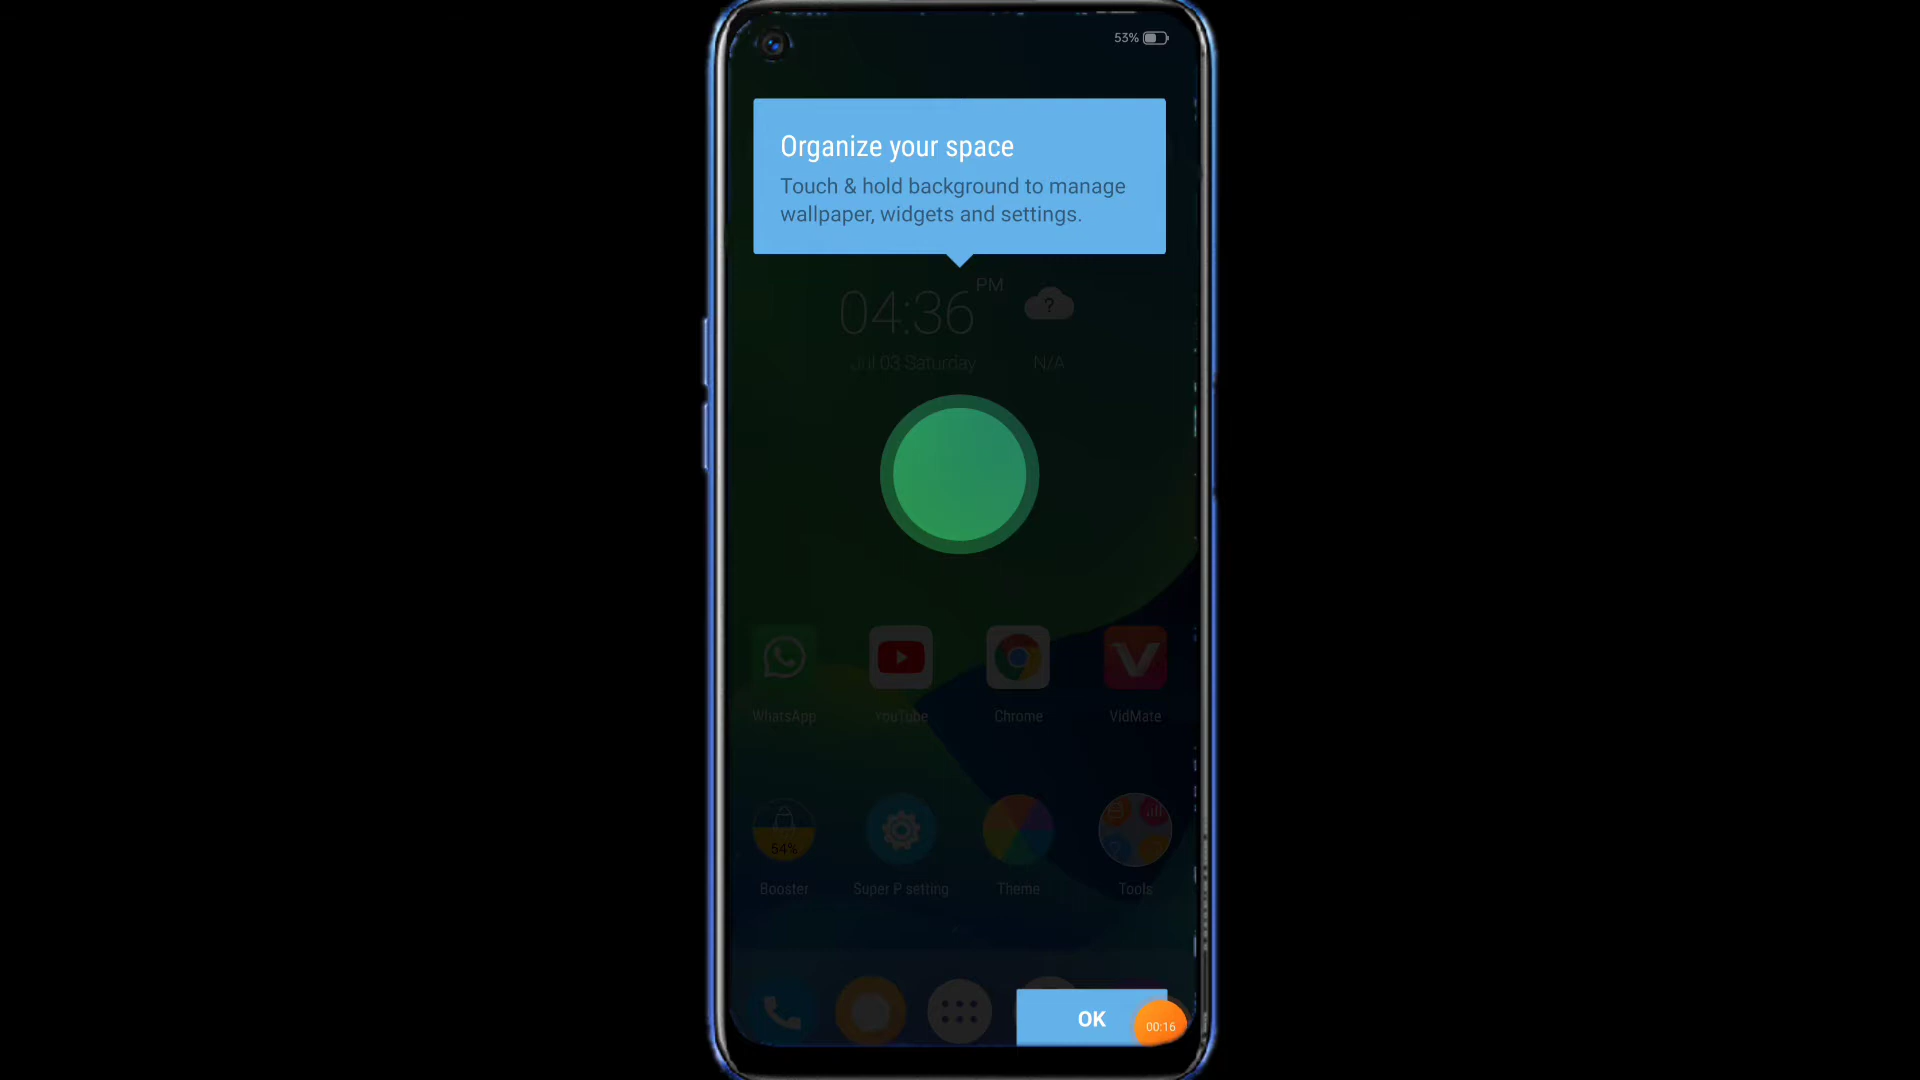 53%
Organize your space
Touch & hold background to manage
wallpaper, widgets and settings.
04:36 PM
?
Jul 03 Saturday
N/A
WhatsApp
YouTube
Chrome
VidMate
54%
Booster
Super P setting
Theme
Tools
OK
00:16